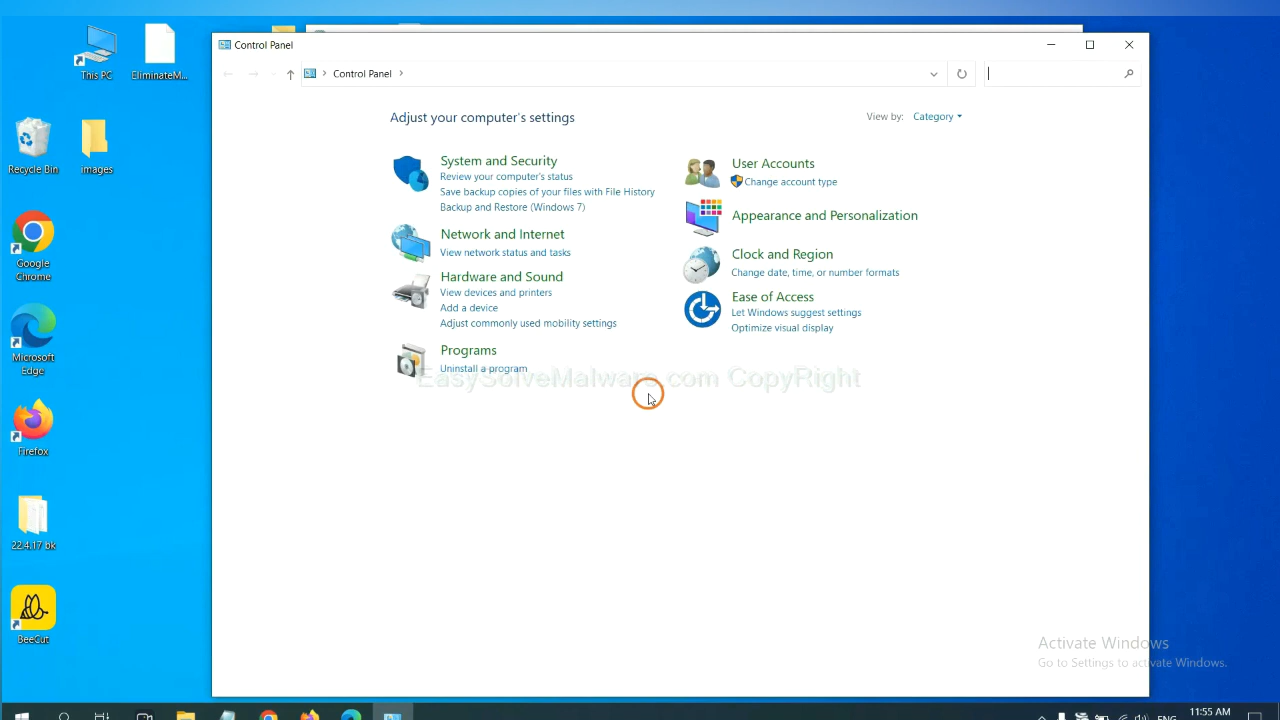 Control Panel
Control Panel
Adjust your computer's settings
View by: Category
System and Security
Review your computer's status
Save backup copies of your files with File History
Backup and Restore (Windows 7)
Network and Internet
View network status and tasks
Hardware and Sound
View devices and printers
Add a device
Adjust commonly used mobility settings
Programs
Uninstall a program
User Accounts
Change account type
Appearance and Personalization
Clock and Region
Change date, time, or number formats
Ease of Access
Let Windows suggest settings
Optimize visual display
EasySolveMalware.com CopyRight
This PC
EliminateM...
Recycle Bin
images
Google
Chrome
Microsoft
Edge
Firefox
22.4.17 bk
BeeCut
Activate Windows
Go to Settings to activate Windows.
ENG
11:55 AM